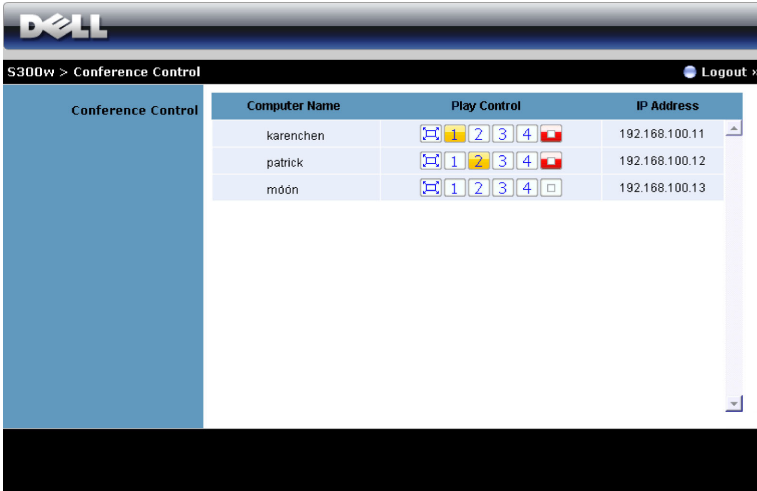 DELL
S300w > Conference Control
Logout »
Conference Control
Computer Name Play Control IP Address
karenchen 1 2 3 4 192.168.100.11
patrick 1 2 3 4 192.168.100.12
móón 1 2 3 4 192.168.100.13